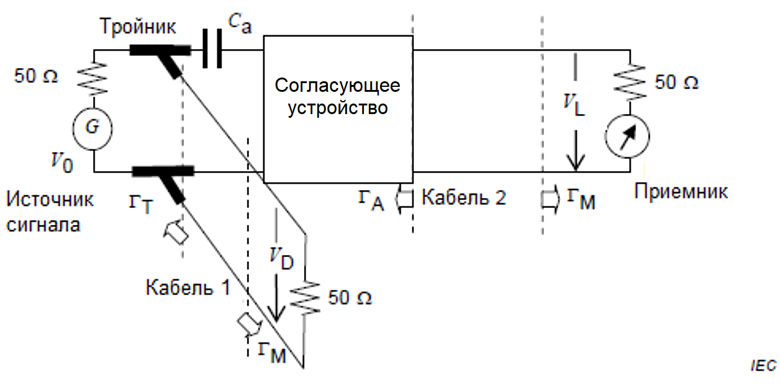 Тройник
Cа
50 Ω
G
V0
Источник
сигнала
ΓT
Согласующее
устройство
VL
50 Ω
Приемник
ΓA
Кабель 2
ΓM
VD
Кабель 1
50 Ω
ΓM
IEC